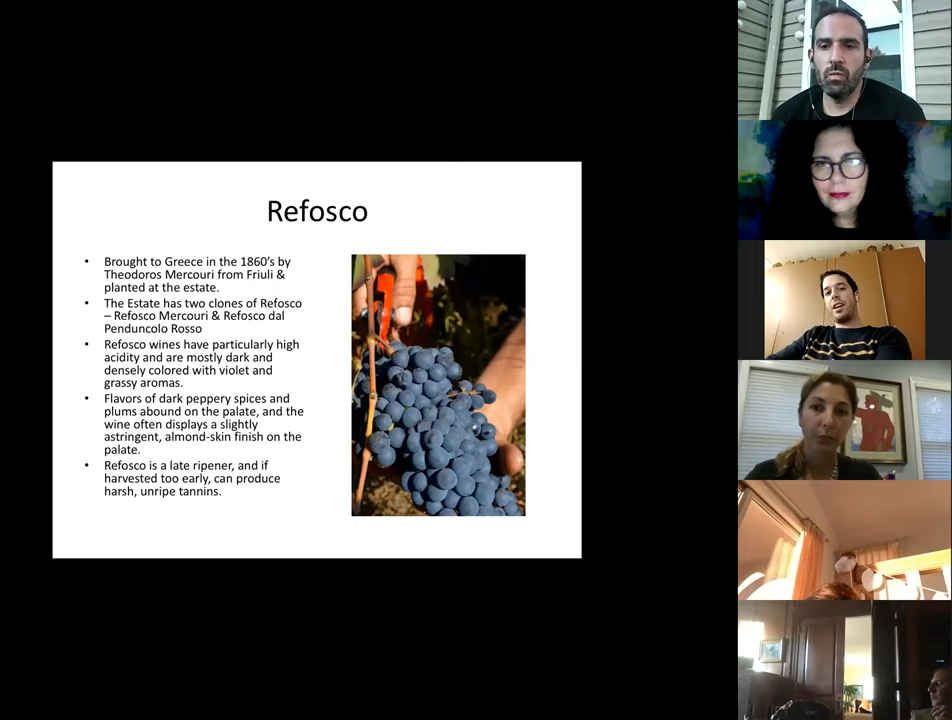 Refosco
• Brought to Greece in the 1860's by
Theodoros Mercouri from Friuli &
planted at the estate.
• The Estate has two clones of Refosco
– Refosco Mercouri & Refosco dal
Penduncolo Rosso
• Refosco wines have particularly high
acidity and are mostly dark and
densely colored with violet and
grassy aromas.
• Flavors of dark peppery spices and
plums abound on the palate, and the
wine often displays a slightly
astringent, almond-skin finish on the
palate.
• Refosco is a late ripener, and if
harvested too early, can produce
harsh, unripe tannins.